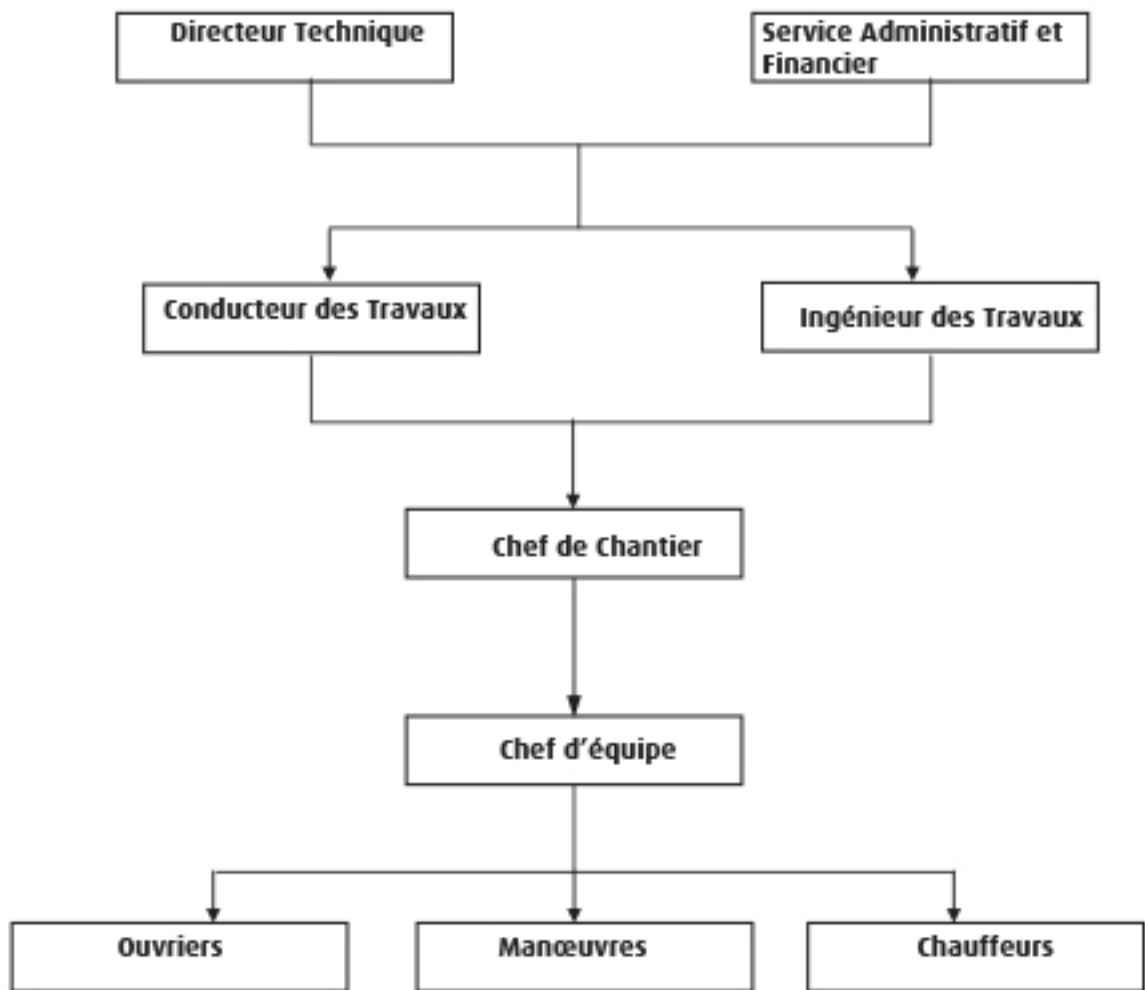 Directeur Technique
Service Administratif et
Financier
Conducteur des Travaux
Ingénieur des Travaux
Chef de Chantier
Chef d’équipe
Ouvriers
Manœuvres
Chauffeurs